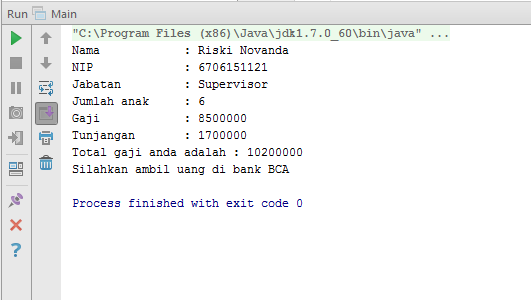 Run Main
"C:\Program Files (x86)\Java\jdk1.7.0_60\bin\java" ...
Nama : Riski Novanda
NIP : 6706151121
Jabatan : Supervisor
Jumlah anak : 6
Gaji : 8500000
Tunjangan : 1700000
Total gaji anda adalah : 10200000
Silahkan ambil uang di bank BCA
Process finished with exit code 0